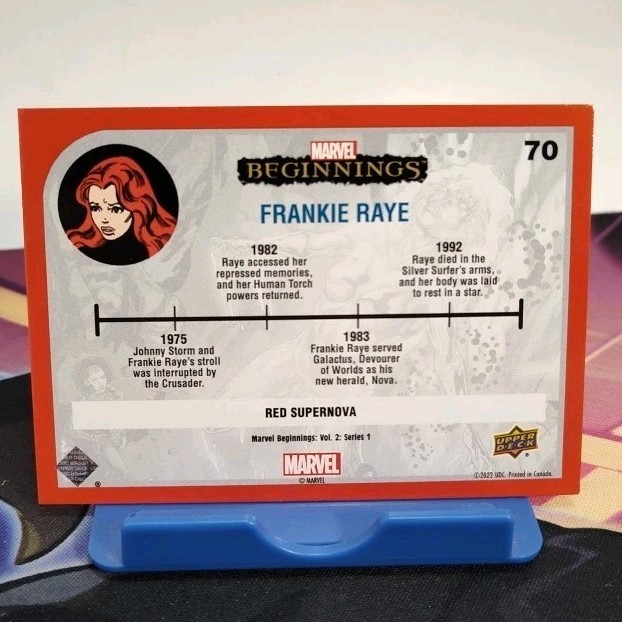 70
MARVEL
BEGINNINGS
FRANKIE RAYE
1982
Raye accessed her
repressed memories,
and her Human Torch
powers returned.
1992
Raye died in the
Silver Surfer's arms,
and her body was laid
to rest in a star.
1975
Johnny Storm and
Frankie Raye's stroll
was interrupted by
the Crusader.
1983
Frankie Raye served
Galactus, Devourer
of Worlds as his
new herald, Nova.
RED SUPERNOVA
Marvel Beginnings: Vol. 2: Series 1
MARVEL
© MARVEL
UPPER
D·E·C·K
©2022 UDC. Printed in Canada.
®